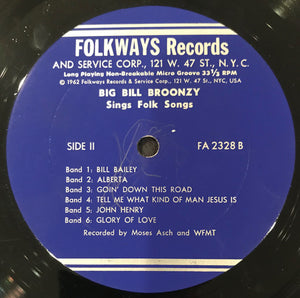 FOLKWAYS Records
AND SERVICE CORP., 121 W. 47 ST., N.Y.C.
Long Playing Non-Breakable Micro Groove 33⅓ RPM
© 1962 Folkways Records & Service Corp., 121 W. 47 ST., NYC, USA
BIG BILL BROONZY
Sings Folk Songs
SIDE II FA 2328 B
Band 1: BILL BAILEY
Band 2: ALBERTA
Band 3: GOIN' DOWN THIS ROAD
Band 4: TELL ME WHAT KIND OF MAN JESUS IS
Band 5: JOHN HENRY
Band 6: GLORY OF LOVE
Recorded by Moses Asch and WFMT